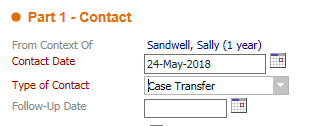 Part 1 - Contact
From Context Of Sandwell, Sally (1 year)
Contact Date 24-May-2018
Type of Contact Case Transfer
Follow-Up Date